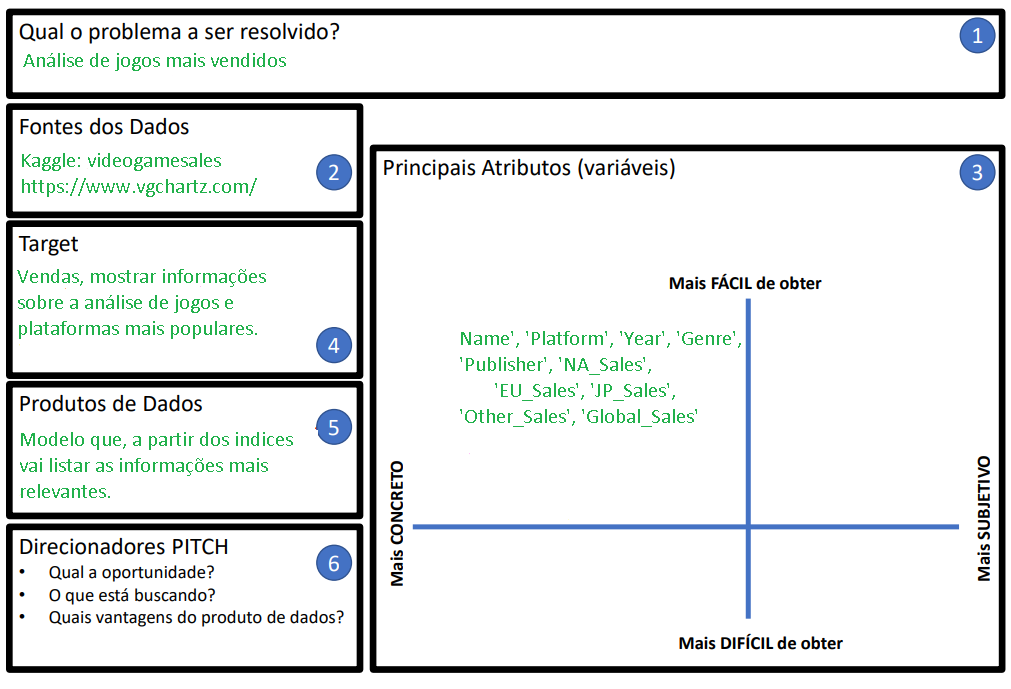 Qual o problema a ser resolvido?
1
Análise de jogos mais vendidos
Fontes dos Dados
Kaggle: videogamesales
2
https://www.vgchartz.com/
Target
Vendas, mostrar informações
sobre a análise de jogos e
plataformas mais populares.
4
Produtos de Dados
5
Modelo que, a partir dos indices
vai listar as informações mais
relevantes.
Direcionadores PITCH
6
• Qual a oportunidade?
• O que está buscando?
• Quais vantagens do produto de dados?
Principais Atributos (variáveis)
3
Mais FÁCIL de obter
Name', 'Platform', 'Year', 'Genre',
'Publisher', 'NA_Sales',
'EU_Sales', 'JP_Sales',
'Other_Sales', 'Global_Sales'
Mais CONCRETO
Mais SUBJETIVO
Mais DIFÍCIL de obter